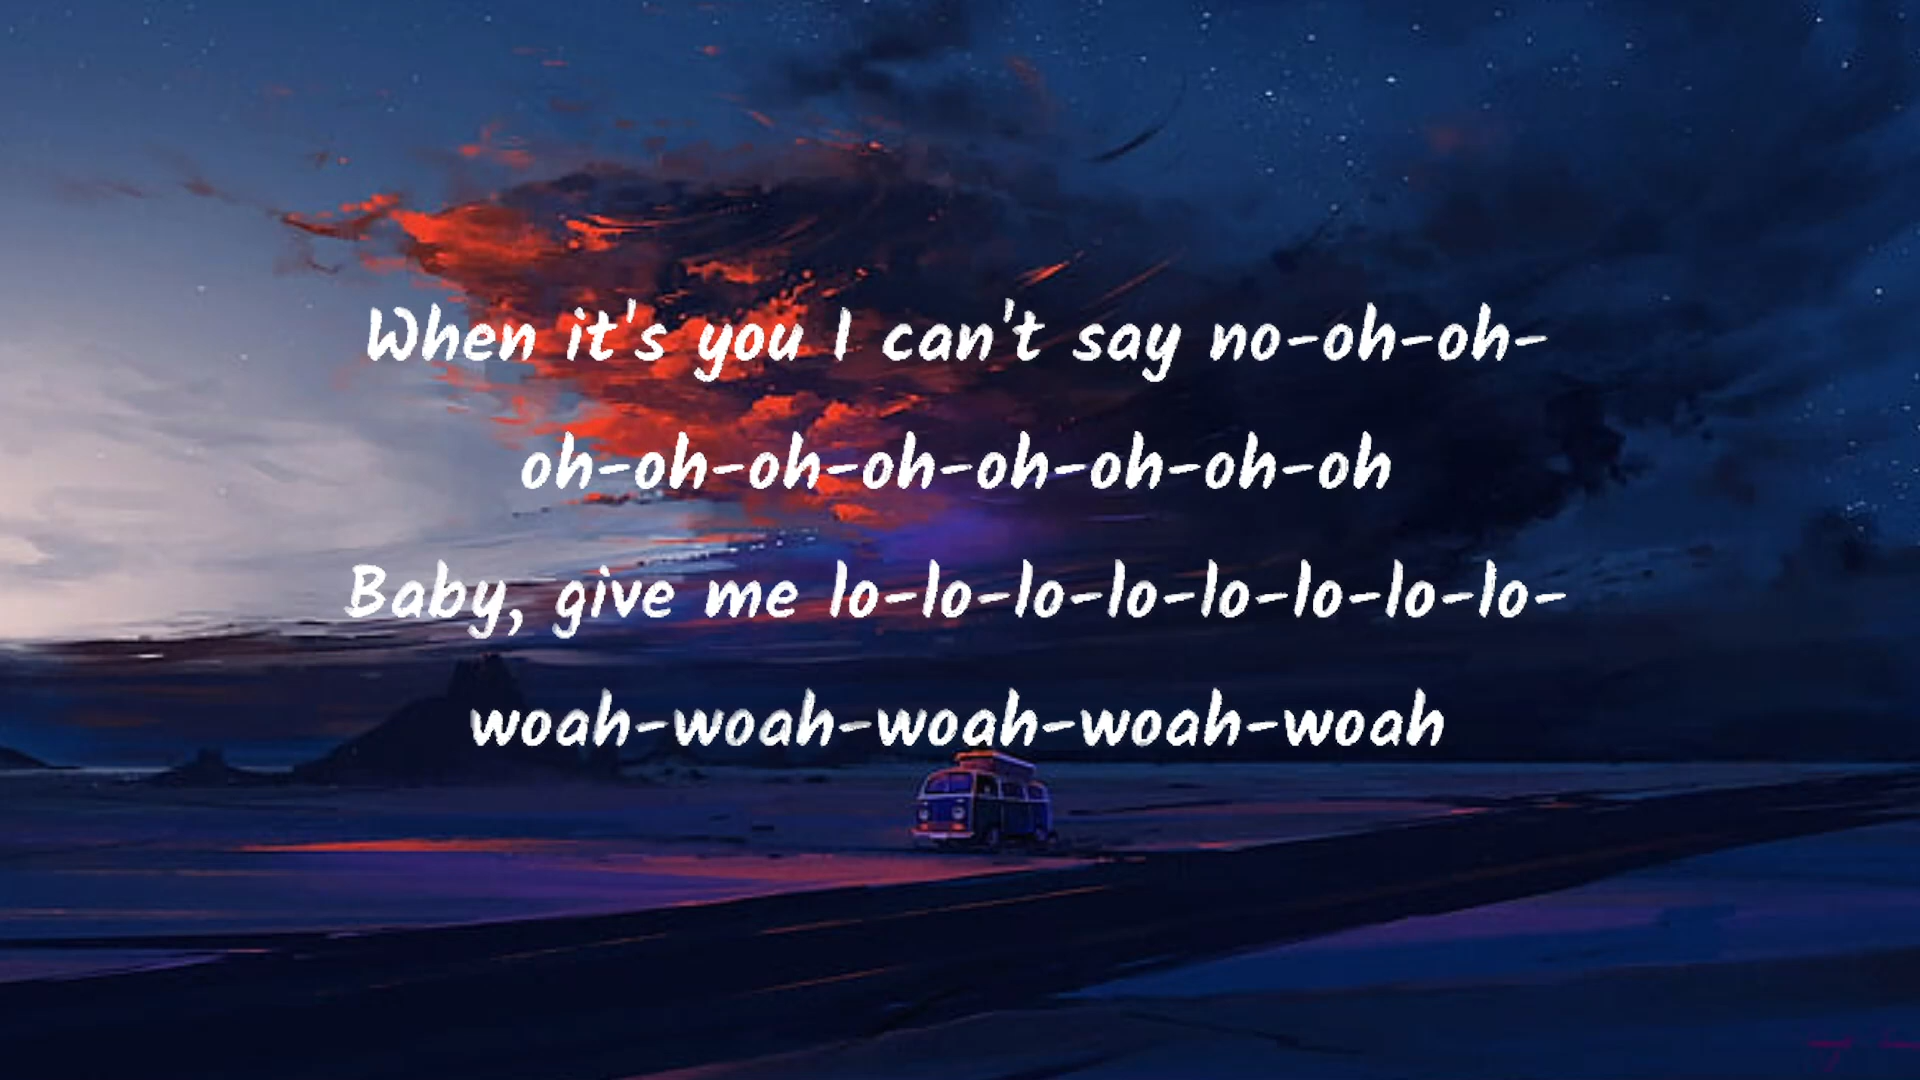 When it's you I can't say no-oh-oh-
oh-oh-oh-oh-oh-oh-oh-oh
Baby, give me lo-lo-lo-lo-lo-lo-lo-lo-
woah-woah-woah-woah-woah